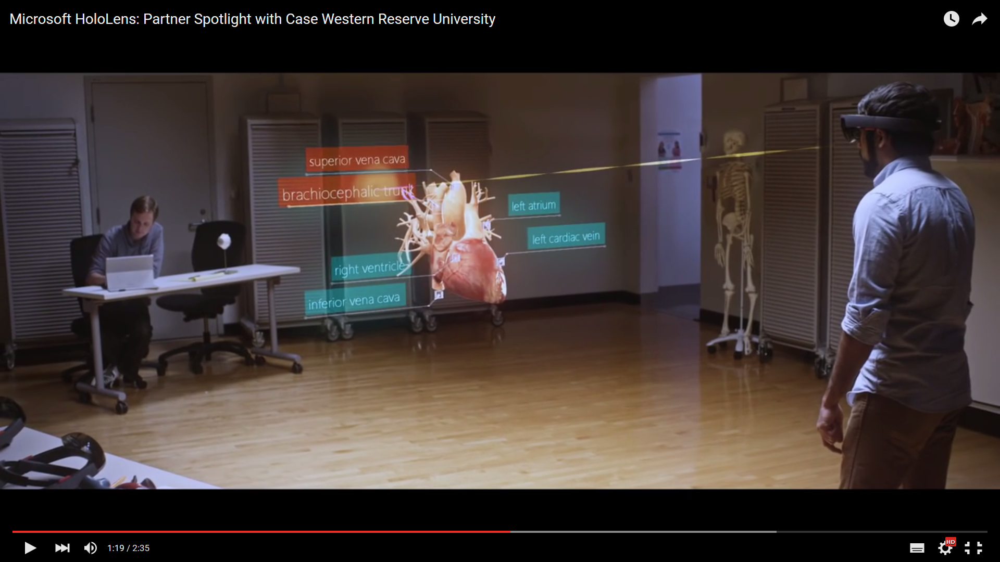 Microsoft HoloLens: Partner Spotlight with Case Western Reserve University
superior vena cava
brachiocephalic trunk
left atrium
left cardiac vein
right ventricle
inferior vena cava
1:19 / 2:35
HD